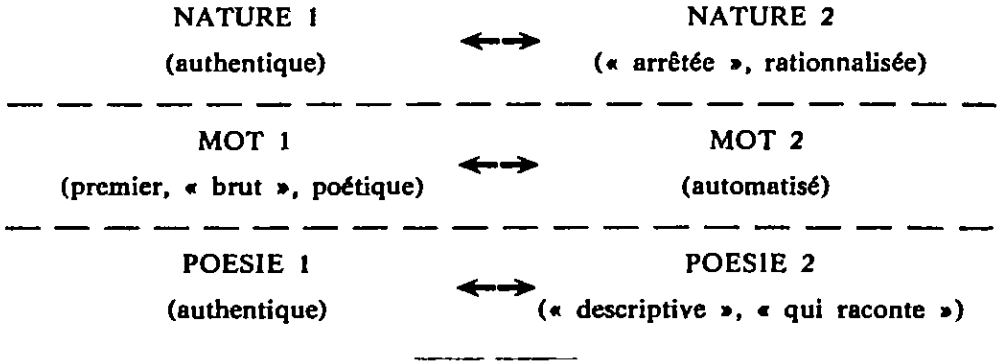 NATURE 1 ↔ NATURE 2
(authentique) (« arrêtée », rationnalisée)
MOT 1 ↔ MOT 2
(premier, « brut », poétique) (automatisé)
POESIE 1 ↔ POESIE 2
(authentique) (« descriptive », « qui raconte »)